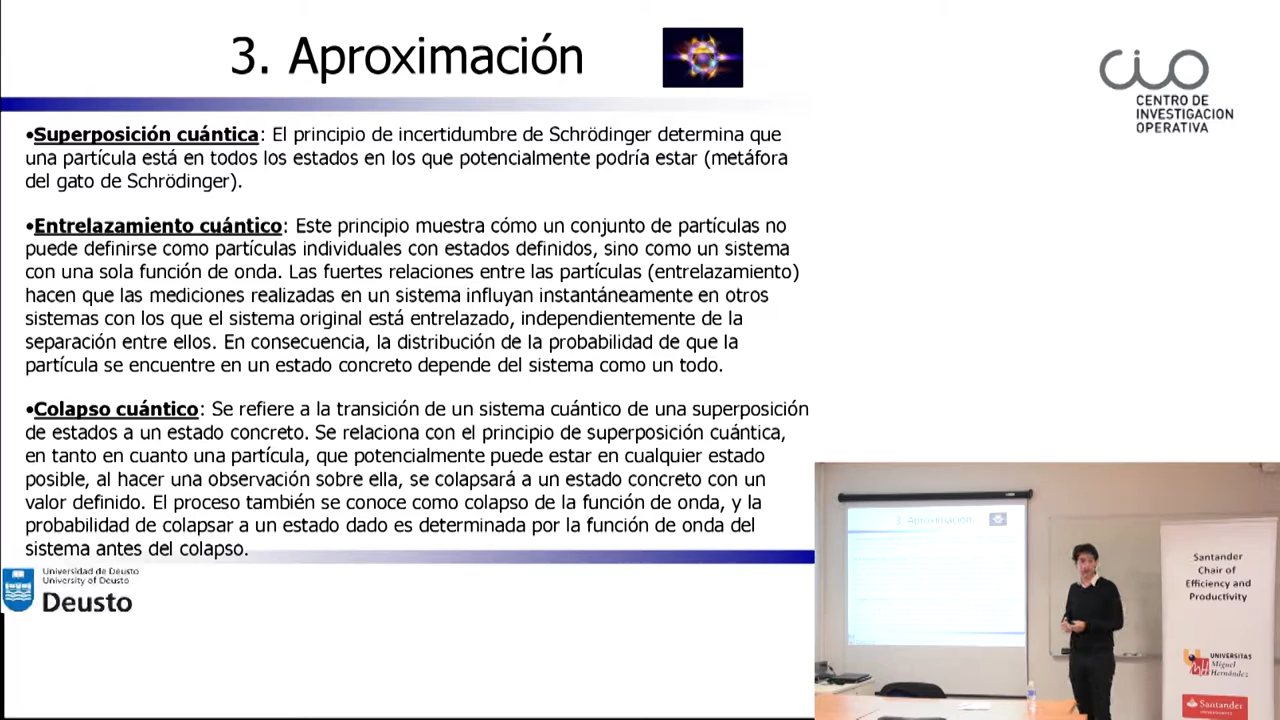 3. Aproximación
CIO
CENTRO DE
INVESTIGACION
OPERATIVA
•Superposición cuántica: El principio de incertidumbre de Schrödinger determina que
una partícula está en todos los estados en los que potencialmente podría estar (metáfora
del gato de Schrödinger).
•Entrelazamiento cuántico: Este principio muestra cómo un conjunto de partículas no
puede definirse como partículas individuales con estados definidos, sino como un sistema
con una sola función de onda. Las fuertes relaciones entre las partículas (entrelazamiento)
hacen que las mediciones realizadas en un sistema influyan instantáneamente en otros
sistemas con los que el sistema original está entrelazado, independientemente de la
separación entre ellos. En consecuencia, la distribución de la probabilidad de que la
partícula se encuentre en un estado concreto depende del sistema como un todo.
•Colapso cuántico: Se refiere a la transición de un sistema cuántico de una superposición
de estados a un estado concreto. Se relaciona con el principio de superposición cuántica,
en tanto en cuanto una partícula, que potencialmente puede estar en cualquier estado
posible, al hacer una observación sobre ella, se colapsará a un estado concreto con un
valor definido. El proceso también se conoce como colapso de la función de onda, y la
probabilidad de colapsar a un estado dado es determinada por la función de onda del
sistema antes del colapso.
Universidad de Deusto
University of Deusto
Deusto
3. Aproximación
Santander
Chair of
Efficiency and
Productivity
UNIVERSITAS
Miguel
Hernández
Santander